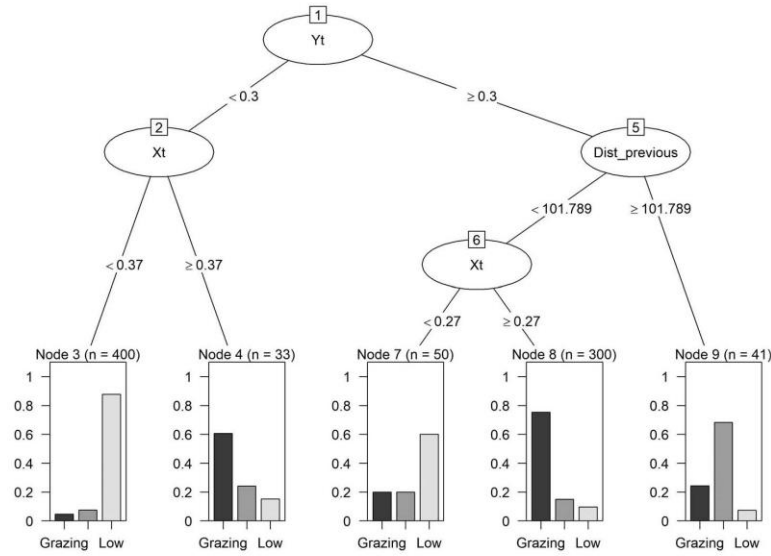 1
Yt
< 0.3
≥ 0.3
2
Xt
5
Dist_previous
< 101.789
≥ 101.789
6
Xt
< 0.37
≥ 0.37
< 0.27
≥ 0.27
Node 3 (n = 400)
Node 4 (n = 33)
Node 7 (n = 50)
Node 8 (n = 300)
Node 9 (n = 41)
1 1 1 1 1
0.8 0.8 0.8 0.8 0.8
0.6 0.6 0.6 0.6 0.6
0.4 0.4 0.4 0.4 0.4
0.2 0.2 0.2 0.2 0.2
0 0 0 0 0
Grazing Low Grazing Low Grazing Low Grazing Low Grazing Low